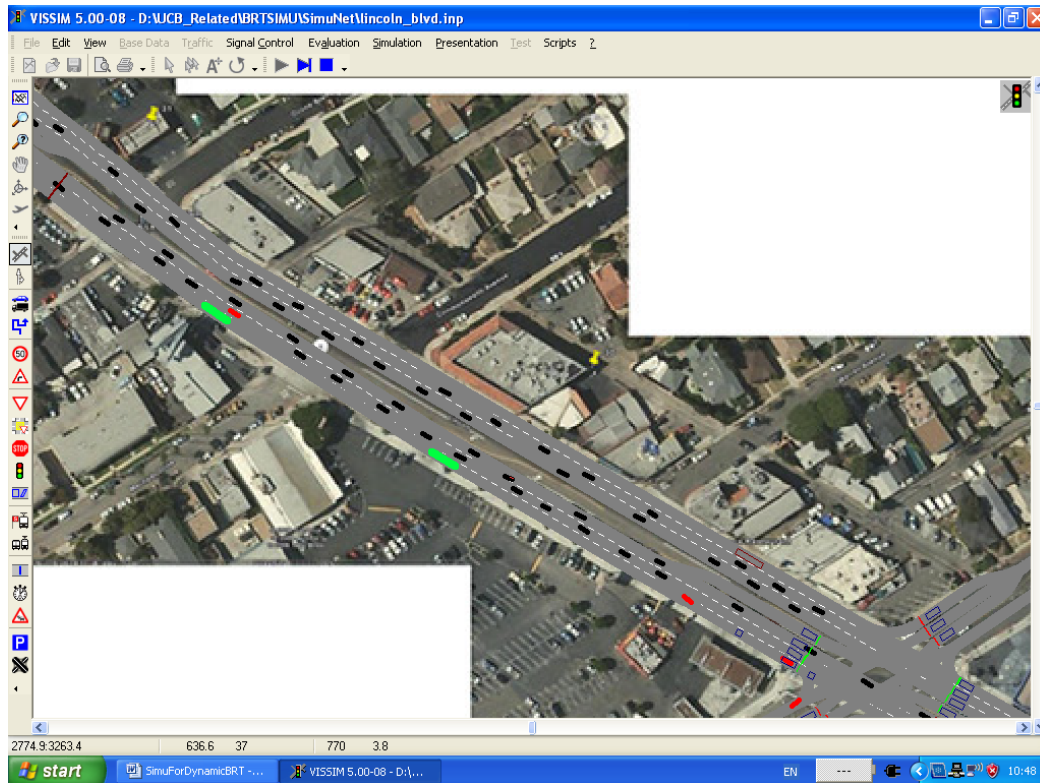 VISSIM 5.00-08 - D:\UCB_Related\BRTSIMU\SimuNet\lincoln_blvd.inp
File Edit View Base Data Traffic Signal Control Evaluation Simulation Presentation Test Scripts ?
50
STOP
P
2774.9:3263.4 636.6 37 770 3.8
start SimuForDynamicBRT -... VISSIM 5.00-08 - D:\... EN --- 10:48